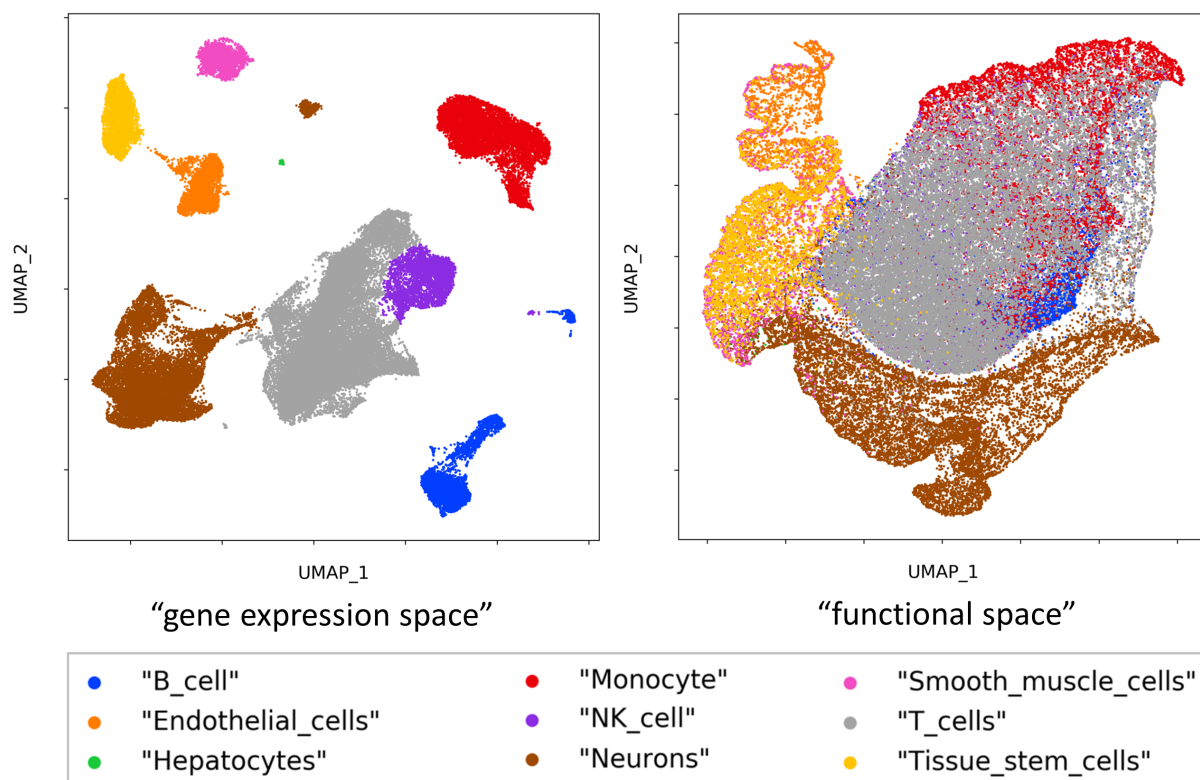 UMAP_2
UMAP_1
“gene expression space”
UMAP_2
UMAP_1
“functional space”
"B_cell"
"Endothelial_cells"
"Hepatocytes"
"Monocyte"
"NK_cell"
"Neurons"
"Smooth_muscle_cells"
"T_cells"
"Tissue_stem_cells"